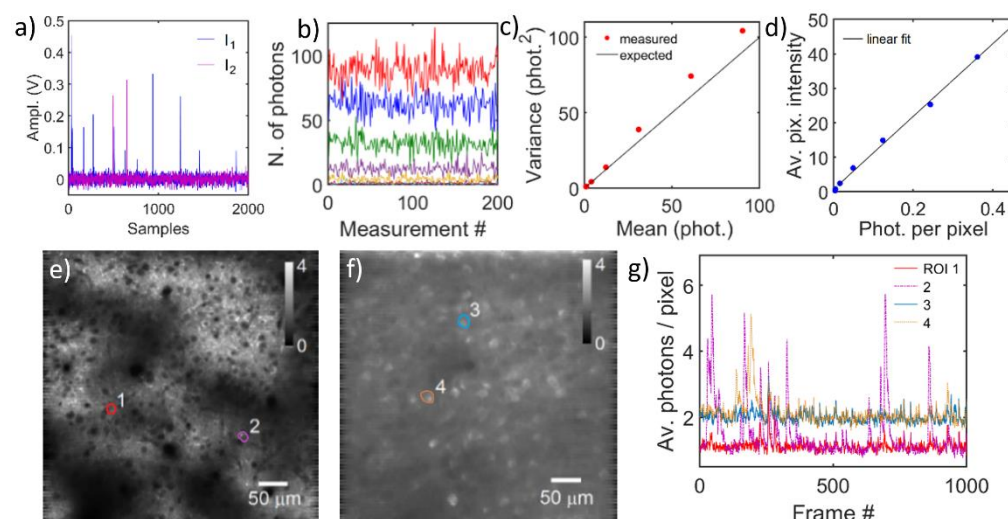 a)
I₁
I₂
Ampl. (V)
0.5
0.4
0.3
0.2
0.1
0
0
1000
2000
Samples
b)
N. of photons
100
50
0
0
100
200
Measurement #
c)
measured
expected
Variance (phot.²)
100
50
0
0
50
100
Mean (phot.)
d)
linear fit
Av. pix. intensity
50
40
30
20
10
0
0
0.2
0.4
Phot. per pixel
e)
4
0
1
2
50 μm
f)
4
0
3
4
50 μm
g)
ROI 1
2
3
4
Av. photons / pixel
6
4
2
0
500
1000
Frame #